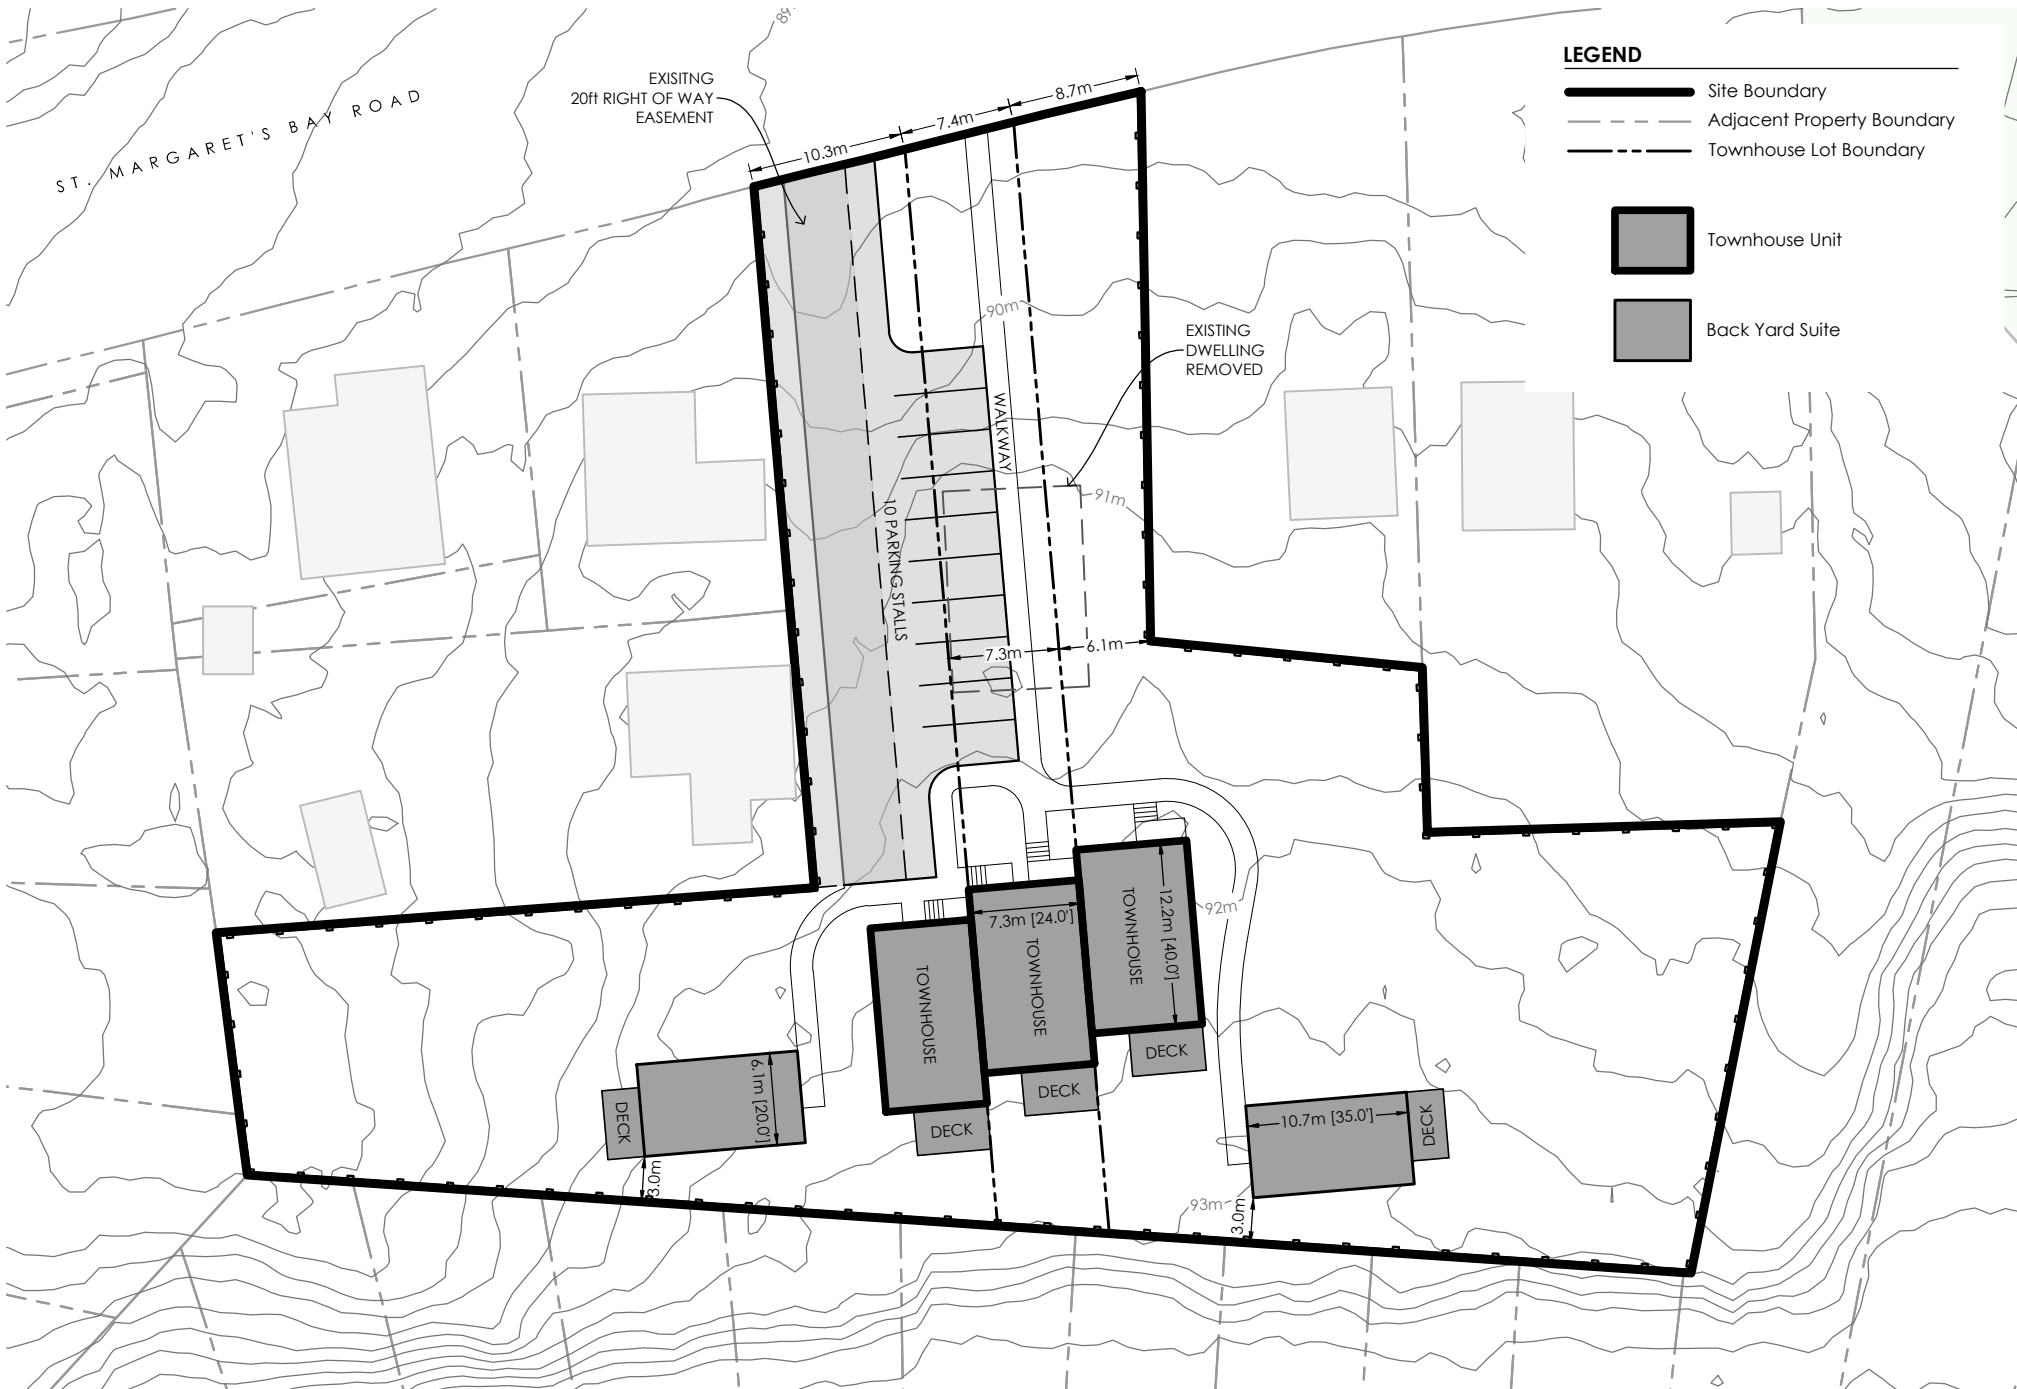 89
EXISITNG
20ft RIGHT OF WAY
EASEMENT
ST. MARGARET'S BAY ROAD
10.3m
7.4m
8.7m
LEGEND
Site Boundary
Adjacent Property Boundary
Townhouse Lot Boundary
Townhouse Unit
Back Yard Suite
90m
EXISTING
DWELLING
REMOVED
WALKWAY
91m
10 PARKING STALLS
7.3m
6.1m
7.3m [24.0']
12.2m [40.0']
92m
TOWNHOUSE
TOWNHOUSE
TOWNHOUSE
DECK
DECK
DECK
6.1m [20.0']
DECK
3.0m
10.7m [35.0']
DECK
93m
3.0m